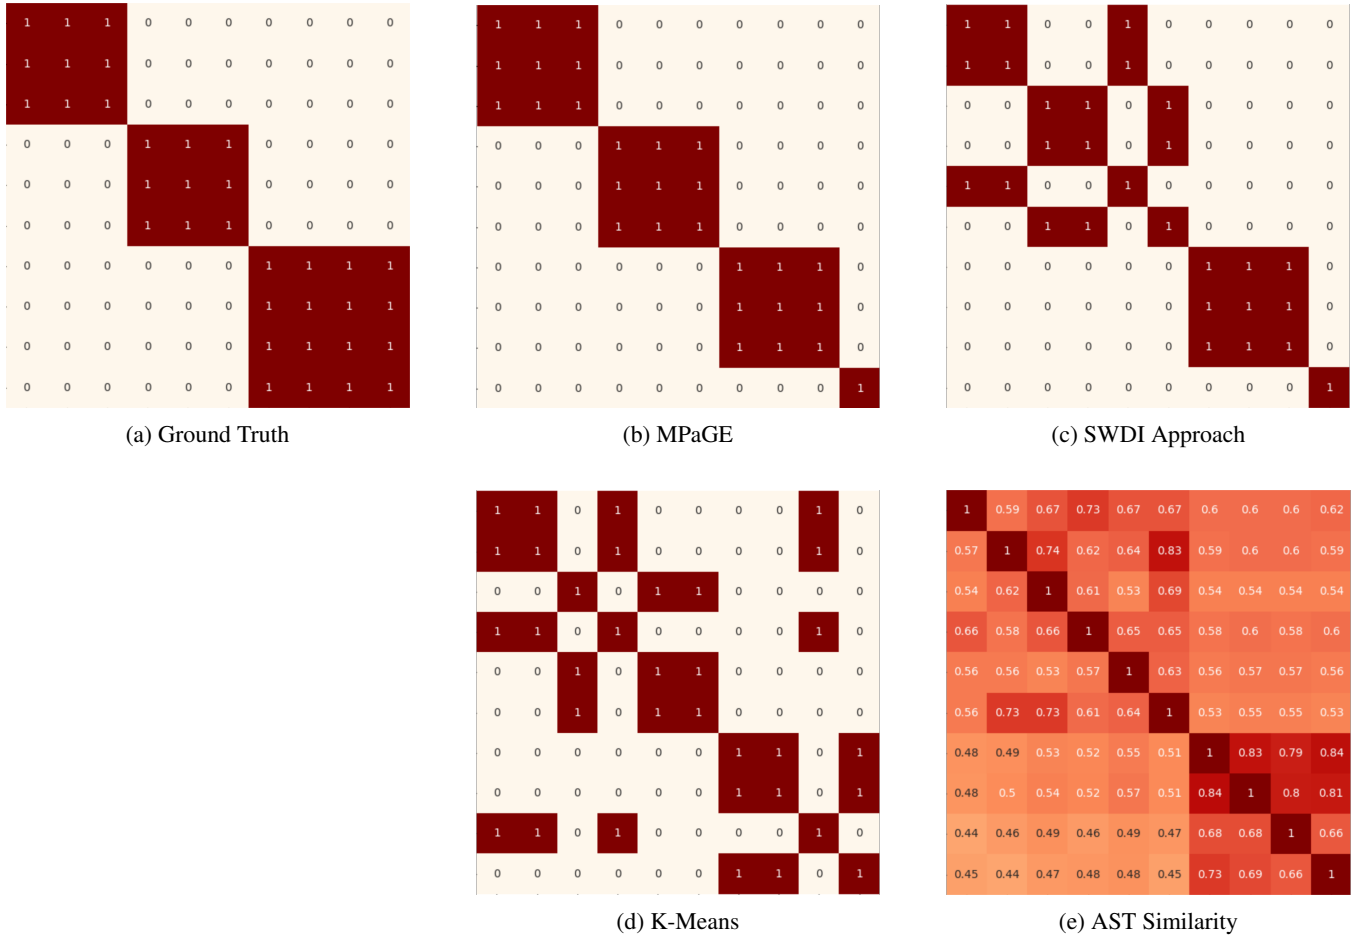 1 1 1 0 0 0 0 0 0 0
1 1 1 0 0 0 0 0 0 0
1 1 1 0 0 0 0 0 0 0
0 0 0 1 1 1 0 0 0 0
0 0 0 1 1 1 0 0 0 0
0 0 0 1 1 1 0 0 0 0
0 0 0 0 0 0 1 1 1 1
0 0 0 0 0 0 1 1 1 1
0 0 0 0 0 0 1 1 1 1
0 0 0 0 0 0 1 1 1 1
(a) Ground Truth
1 1 1 0 0 0 0 0 0 0
1 1 1 0 0 0 0 0 0 0
1 1 1 0 0 0 0 0 0 0
0 0 0 1 1 1 0 0 0 0
0 0 0 1 1 1 0 0 0 0
0 0 0 1 1 1 0 0 0 0
0 0 0 0 0 0 1 1 1 0
0 0 0 0 0 0 1 1 1 0
0 0 0 0 0 0 1 1 1 0
0 0 0 0 0 0 0 0 0 1
(b) MPaGE
1 1 0 0 1 0 0 0 0 0
1 1 0 0 1 0 0 0 0 0
0 0 1 1 0 1 0 0 0 0
0 0 1 1 0 1 0 0 0 0
1 1 0 0 1 0 0 0 0 0
0 0 1 1 0 1 0 0 0 0
0 0 0 0 0 0 1 1 1 0
0 0 0 0 0 0 1 1 1 0
0 0 0 0 0 0 1 1 1 0
0 0 0 0 0 0 0 0 0 1
(c) SWDI Approach
1 1 0 1 0 0 0 0 1 0
1 1 0 1 0 0 0 0 1 0
0 0 1 0 1 1 0 0 0 0
1 1 0 1 0 0 0 0 1 0
0 0 1 0 1 1 0 0 0 0
0 0 1 0 1 1 0 0 0 0
0 0 0 0 0 0 1 1 0 1
0 0 0 0 0 0 1 1 0 1
1 1 0 1 0 0 0 0 1 0
0 0 0 0 0 0 1 1 0 1
(d) K-Means
1 0.59 0.67 0.73 0.67 0.67 0.6 0.6 0.6 0.62
0.57 1 0.74 0.62 0.64 0.83 0.59 0.6 0.6 0.59
0.54 0.62 1 0.61 0.53 0.69 0.54 0.54 0.54 0.54
0.66 0.58 0.66 1 0.65 0.65 0.58 0.6 0.58 0.6
0.56 0.56 0.53 0.57 1 0.63 0.56 0.57 0.57 0.56
0.56 0.73 0.73 0.61 0.64 1 0.53 0.55 0.55 0.53
0.48 0.49 0.53 0.52 0.55 0.51 1 0.83 0.79 0.84
0.48 0.5 0.54 0.52 0.57 0.51 0.84 1 0.8 0.81
0.44 0.46 0.49 0.46 0.49 0.47 0.68 0.68 1 0.66
0.45 0.44 0.47 0.48 0.48 0.45 0.73 0.69 0.66 1
(e) AST Similarity